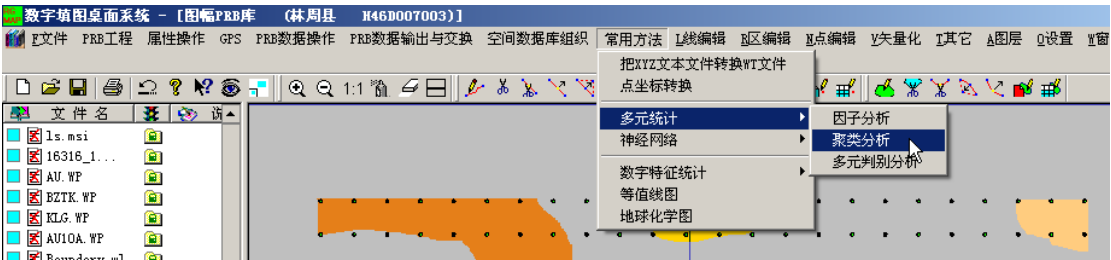 数字填图桌面系统 - [图幅PRB库 (林周县 H46D007003)]
F文件 PRB工程 属性操作 GPS PRB数据操作 PRB数据输出与交换 空间数据库组织 常用方法 L线编辑 R区编辑 N点编辑 V矢量化 T其它 A图层 O设置 W窗
把XYZ文本文件转换WT文件
点坐标转换
1:1
文件名
多元统计
因子分析
ls.msi
神经网络
聚类分析
16316_1...
多元判别分析
AU.WP
数字特征统计
BZTK.WP
等值线图
KLG.WP
地球化学图
AU10A.WP